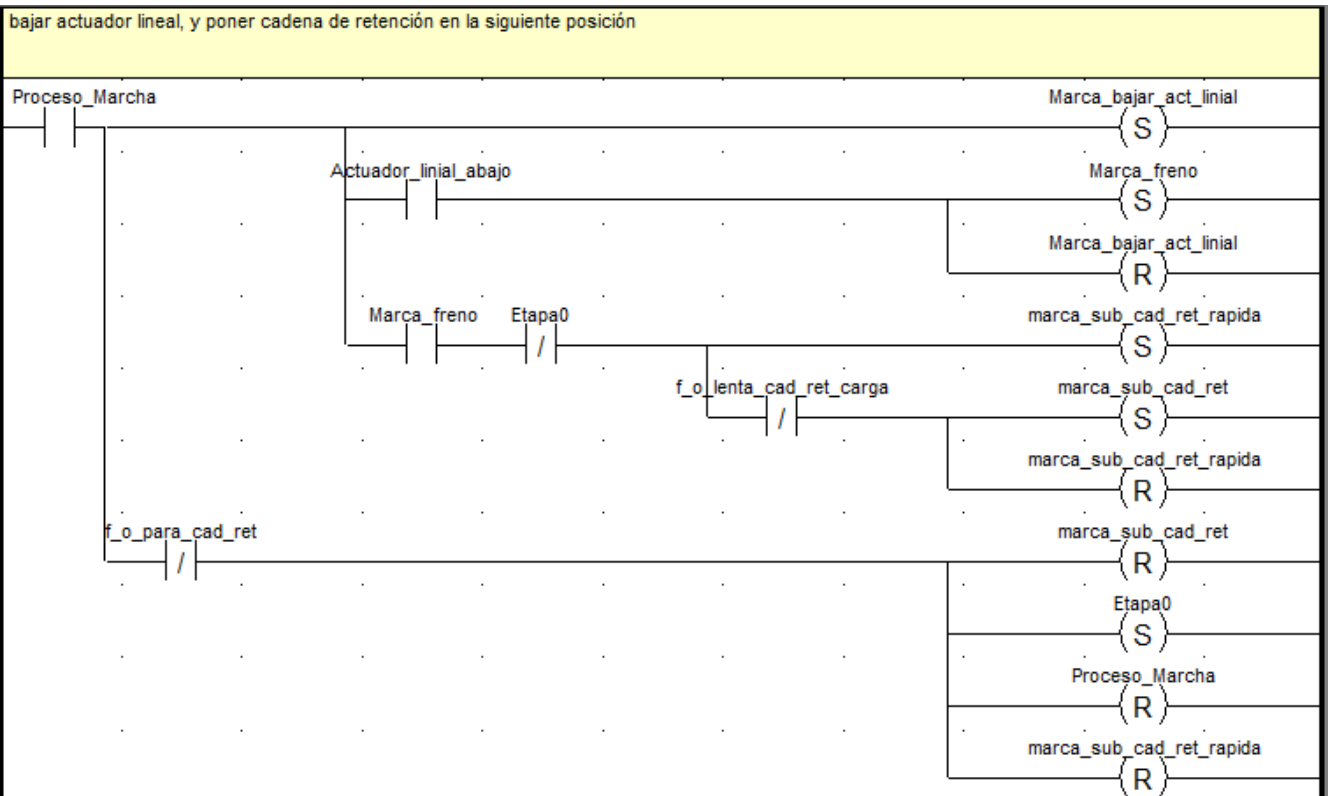 bajar actuador lineal, y poner cadena de retención en la siguiente posición
Proceso_Marcha
Marca_bajar_act_linial
S
Actuador_linial_abajo
Marca_freno
S
Marca_bajar_act_linial
R
Marca_freno
Etapa0
/
marca_sub_cad_ret_rapida
S
f_o_lenta_cad_ret_carga
/
marca_sub_cad_ret
S
marca_sub_cad_ret_rapida
R
f_o_para_cad_ret
/
marca_sub_cad_ret
R
Etapa0
S
Proceso_Marcha
R
marca_sub_cad_ret_rapida
R